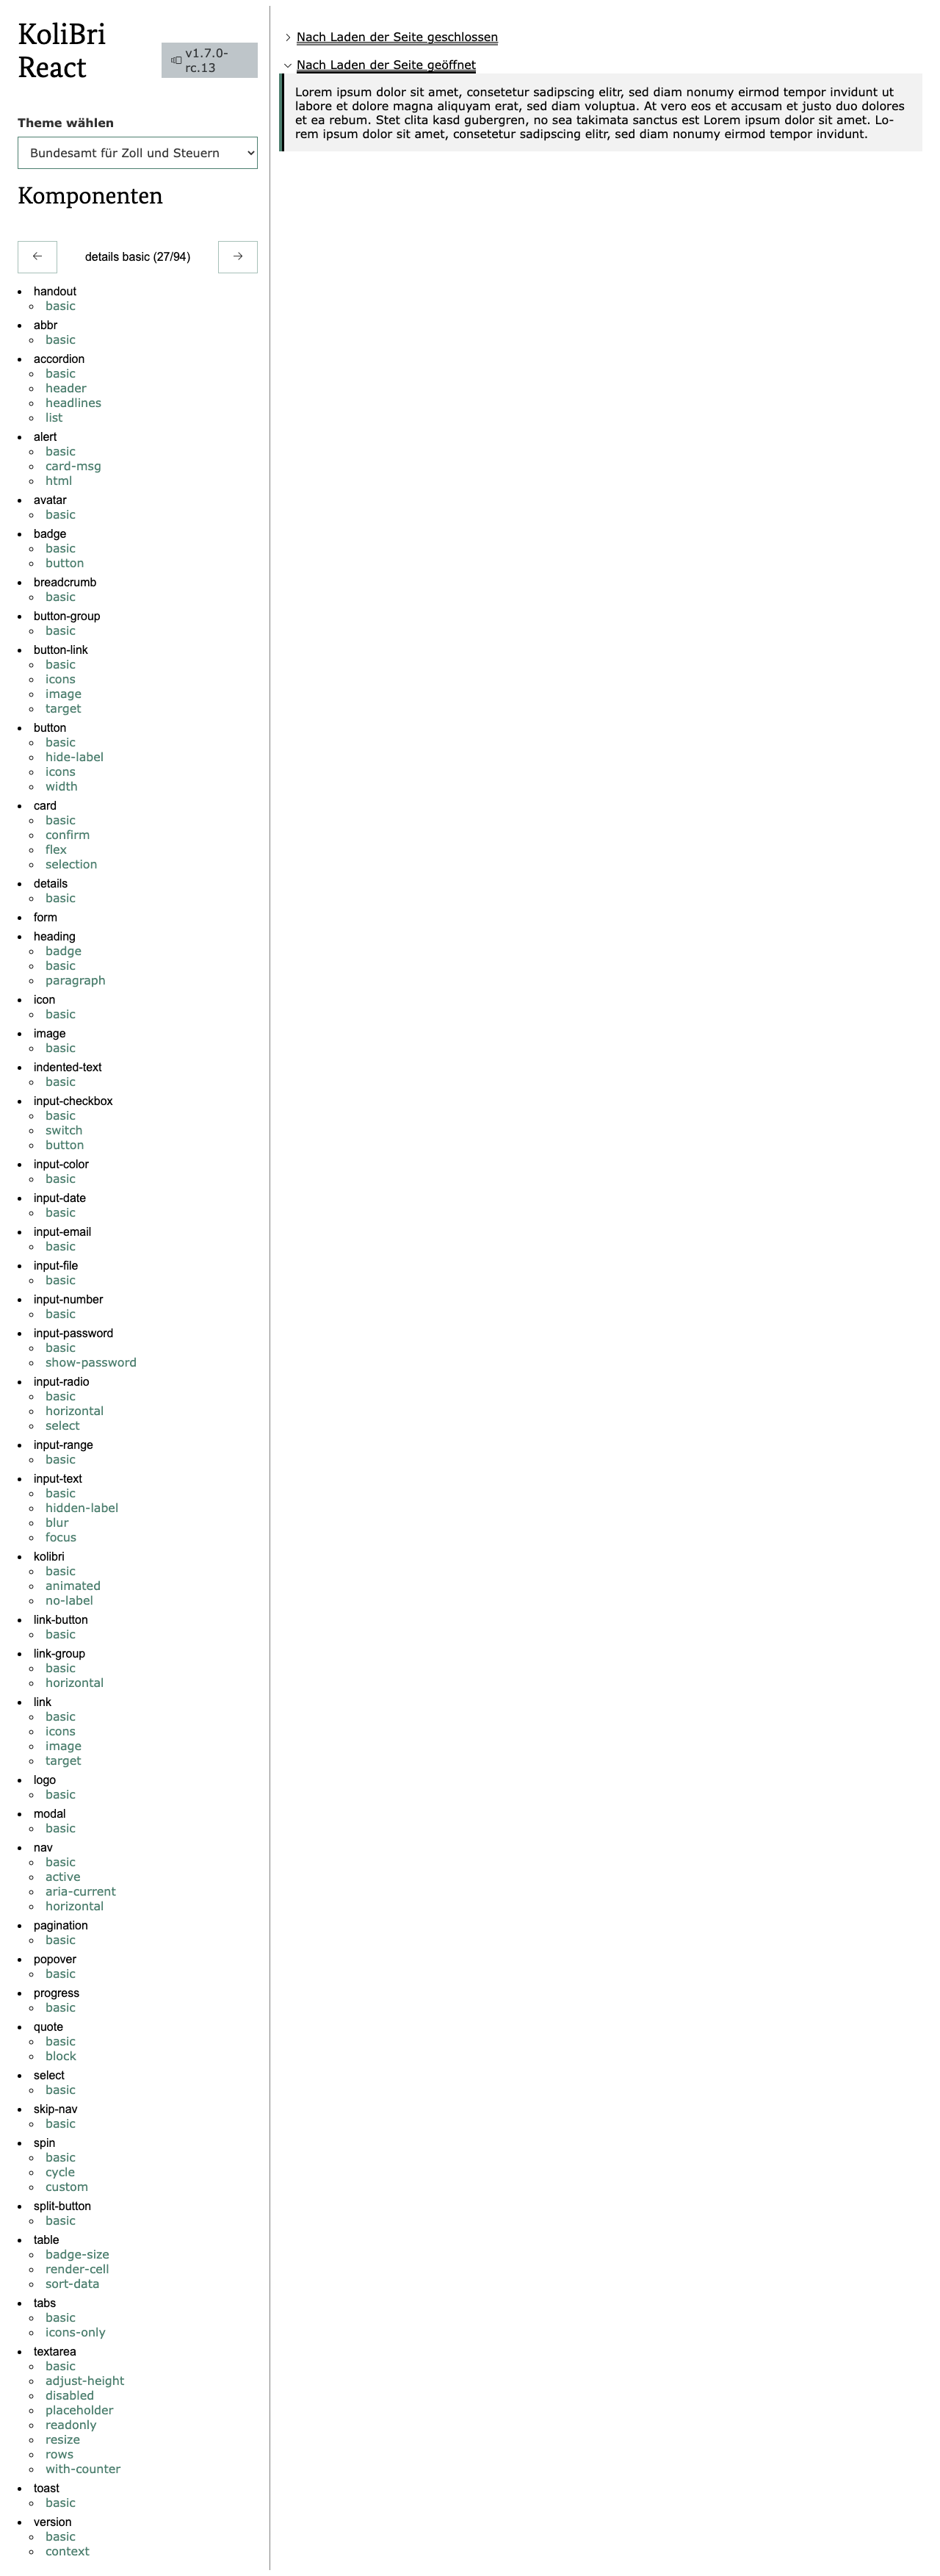 KoliBri
React
v1.7.0-
rc.13
Theme wählen
Bundesamt für Zoll und Steuern
Komponenten
← details basic (27/94) →
handout
basic
abbr
basic
accordion
basic
header
headlines
list
alert
basic
card-msg
html
avatar
basic
badge
basic
button
breadcrumb
basic
button-group
basic
button-link
basic
icons
image
target
button
basic
hide-label
icons
width
card
basic
confirm
flex
selection
details
basic
form
heading
badge
basic
paragraph
icon
basic
image
basic
indented-text
basic
input-checkbox
basic
switch
button
input-color
basic
input-date
basic
input-email
basic
input-file
basic
input-number
basic
input-password
basic
show-password
input-radio
basic
horizontal
select
input-range
basic
input-text
basic
hidden-label
blur
focus
kolibri
basic
animated
no-label
link-button
basic
link-group
basic
horizontal
link
basic
icons
image
target
logo
basic
modal
basic
nav
basic
active
aria-current
horizontal
pagination
basic
popover
basic
progress
basic
quote
basic
block
select
basic
skip-nav
basic
spin
basic
cycle
custom
split-button
basic
table
badge-size
render-cell
sort-data
tabs
basic
icons-only
textarea
basic
adjust-height
disabled
placeholder
readonly
resize
rows
with-counter
toast
basic
version
basic
context
Nach Laden der Seite geschlossen
Nach Laden der Seite geöffnet
Lorem ipsum dolor sit amet, consetetur sadipscing elitr, sed diam nonumy eirmod tempor invidunt ut
labore et dolore magna aliquyam erat, sed diam voluptua. At vero eos et accusam et justo duo dolores
et ea rebum. Stet clita kasd gubergren, no sea takimata sanctus est Lorem ipsum dolor sit amet. Lo-
rem ipsum dolor sit amet, consetetur sadipscing elitr, sed diam nonumy eirmod tempor invidunt.